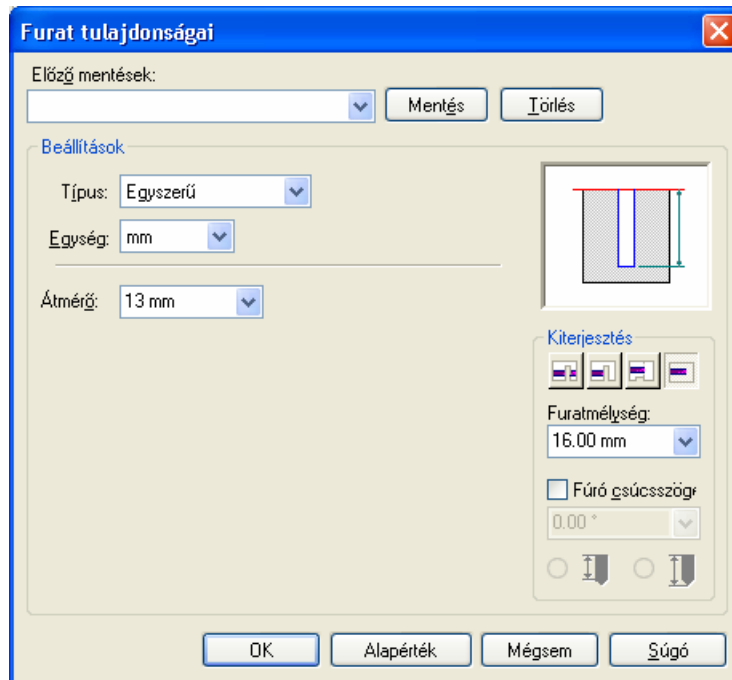 Furat tulajdonságai
Előző mentések:
Mentés
Törlés
Beállítások
Típus: Egyszerű
Egység: mm
Átmérő: 13 mm
Kiterjesztés
Furatmélység:
16.00 mm
Fúró csúcsszöge
0.00 °
OK
Alapérték
Mégsem
Súgó